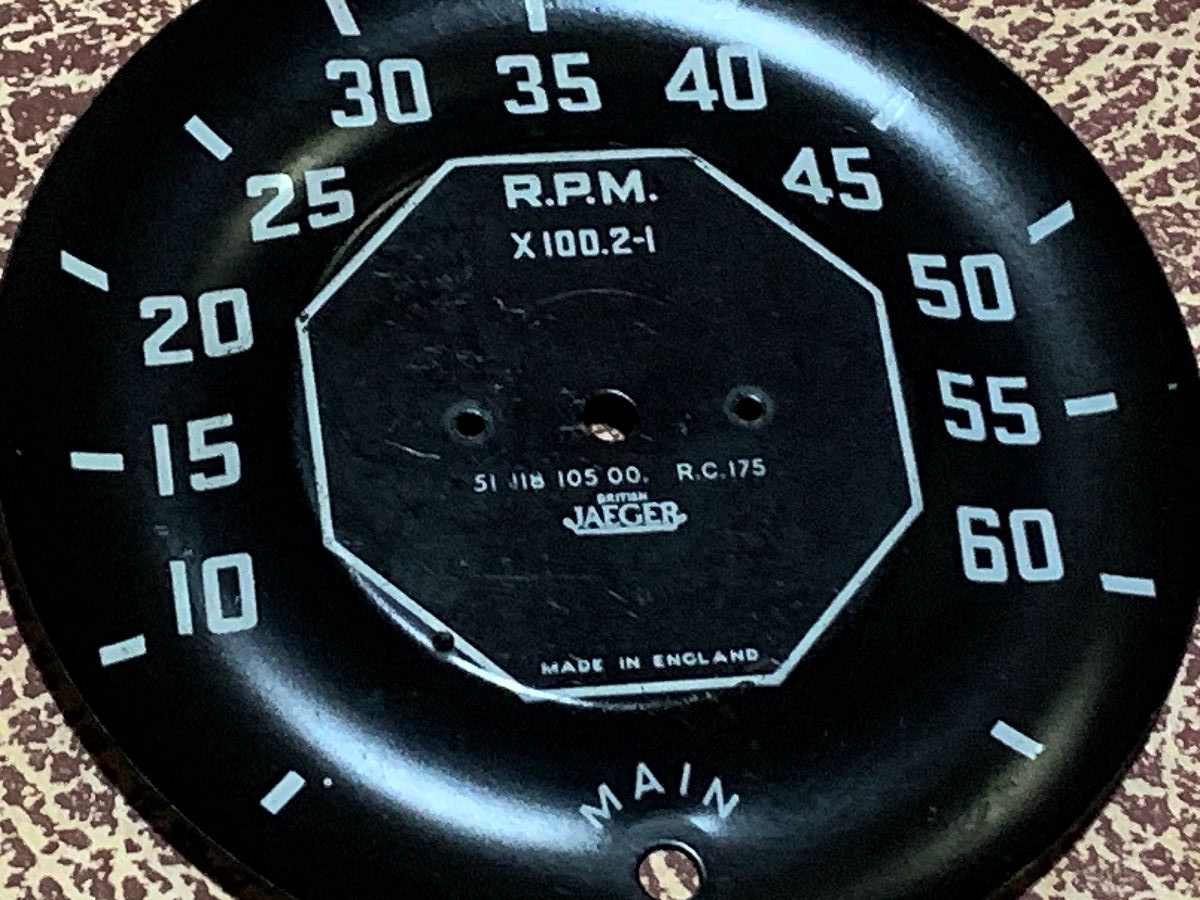 30 35 40
25 45
20 50
15 55
10 60
R.P.M.
X 100.2-1
51 118 105 00. R.C.175
BRITISH
JAEGER
MADE IN ENGLAND
MAIN